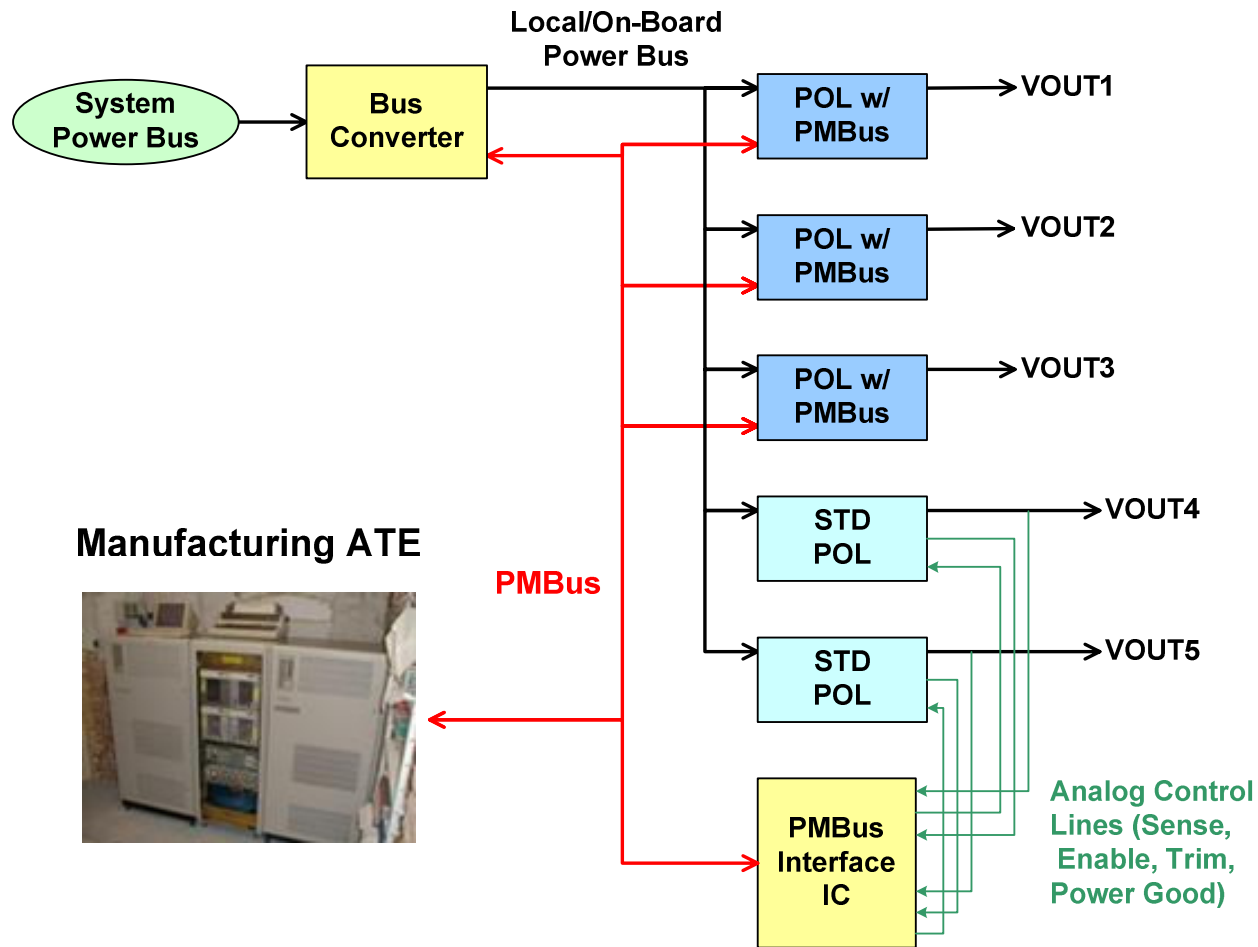 Local/On-Board
Power Bus
System
Power Bus
Bus
Converter
POL w/
PMBus
VOUT1
POL w/
PMBus
VOUT2
POL w/
PMBus
VOUT3
STD
POL
VOUT4
Manufacturing ATE
PMBus
STD
POL
VOUT5
PMBus
Interface
IC
Analog Control
Lines (Sense,
Enable, Trim,
Power Good)